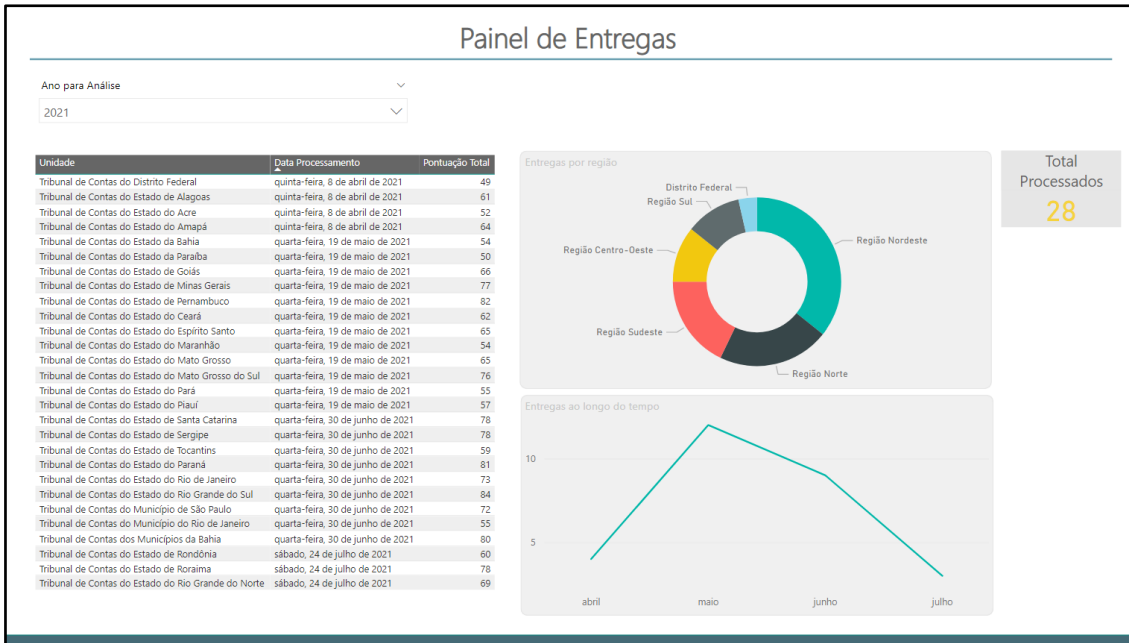 Painel de Entregas
Ano para Análise
2021
Unidade Data Processamento Pontuação Total
Tribunal de Contas do Distrito Federal quinta-feira, 8 de abril de 2021 49
Tribunal de Contas do Estado de Alagoas quinta-feira, 8 de abril de 2021 61
Tribunal de Contas do Estado do Acre quinta-feira, 8 de abril de 2021 52
Tribunal de Contas do Estado do Amapá quinta-feira, 8 de abril de 2021 64
Tribunal de Contas do Estado da Bahia quarta-feira, 19 de maio de 2021 54
Tribunal de Contas do Estado da Paraíba quarta-feira, 19 de maio de 2021 50
Tribunal de Contas do Estado de Goiás quarta-feira, 19 de maio de 2021 66
Tribunal de Contas do Estado de Minas Gerais quarta-feira, 19 de maio de 2021 77
Tribunal de Contas do Estado de Pernambuco quarta-feira, 19 de maio de 2021 82
Tribunal de Contas do Estado do Ceará quarta-feira, 19 de maio de 2021 62
Tribunal de Contas do Estado do Espírito Santo quarta-feira, 19 de maio de 2021 65
Tribunal de Contas do Estado do Maranhão quarta-feira, 19 de maio de 2021 54
Tribunal de Contas do Estado do Mato Grosso quarta-feira, 19 de maio de 2021 65
Tribunal de Contas do Estado do Mato Grosso do Sul quarta-feira, 19 de maio de 2021 76
Tribunal de Contas do Estado do Pará quarta-feira, 19 de maio de 2021 55
Tribunal de Contas do Estado do Piauí quarta-feira, 19 de maio de 2021 57
Tribunal de Contas do Estado de Santa Catarina quarta-feira, 30 de junho de 2021 78
Tribunal de Contas do Estado de Sergipe quarta-feira, 30 de junho de 2021 78
Tribunal de Contas do Estado de Tocantins quarta-feira, 30 de junho de 2021 59
Tribunal de Contas do Estado do Paraná quarta-feira, 30 de junho de 2021 81
Tribunal de Contas do Estado do Rio de Janeiro quarta-feira, 30 de junho de 2021 73
Tribunal de Contas do Estado do Rio Grande do Sul quarta-feira, 30 de junho de 2021 84
Tribunal de Contas do Município de São Paulo quarta-feira, 30 de junho de 2021 72
Tribunal de Contas do Município do Rio de Janeiro quarta-feira, 30 de junho de 2021 55
Tribunal de Contas dos Municípios da Bahia quarta-feira, 30 de junho de 2021 80
Tribunal de Contas do Estado de Rondônia sábado, 24 de julho de 2021 60
Tribunal de Contas do Estado de Roraima sábado, 24 de julho de 2021 78
Tribunal de Contas do Estado do Rio Grande do Norte sábado, 24 de julho de 2021 69
Entregas por região
Distrito Federal
Região Sul
Região Nordeste
Região Centro-Oeste
Região Sudeste
Região Norte
Total
Processados
28
Entregas ao longo do tempo
10
5
abril maio junho julho